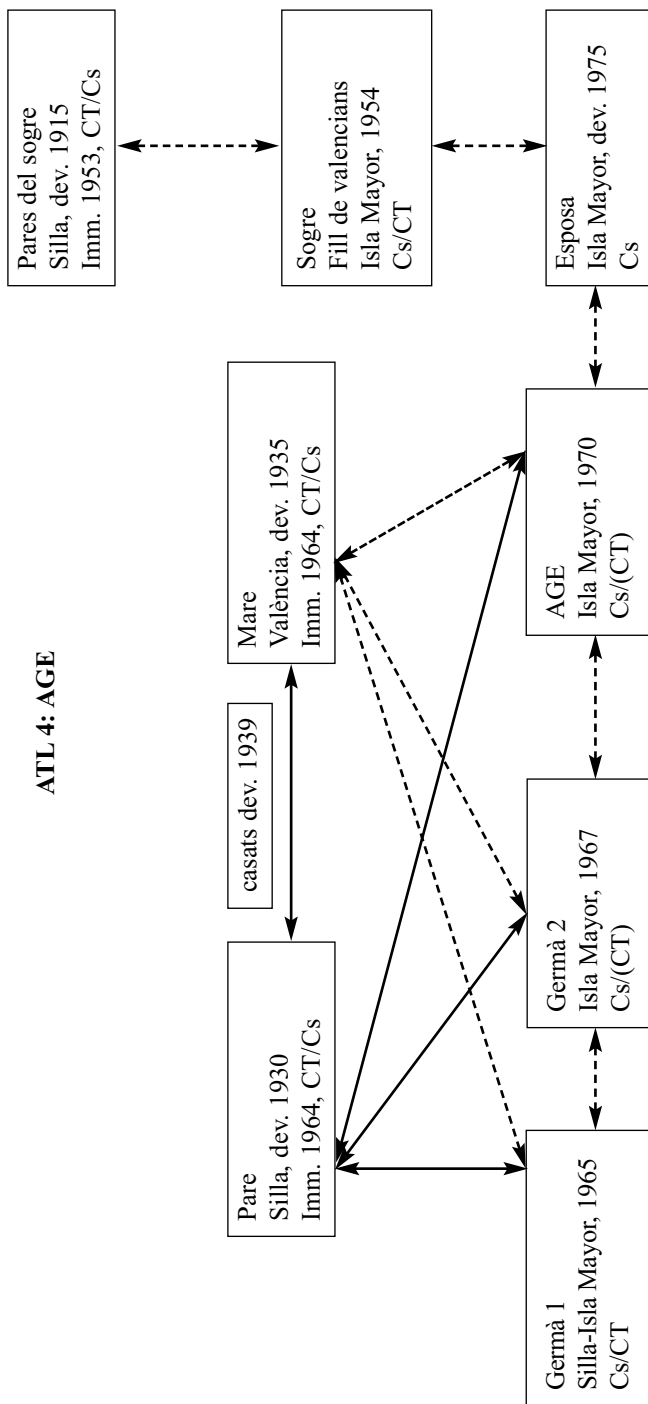 ATL 4: AGE
Pare
Silla, dev. 1930
Imm. 1964, CT/Cs
casats dev. 1939
Mare
València, dev. 1935
Imm. 1964, CT/Cs
Pares del sogre
Silla, dev. 1915
Imm. 1953, CT/Cs
Sogre
Fill de valencians
Isla Mayor, 1954
Cs/CT
Germà 1
Silla-Isla Mayor, 1965
Cs/CT
Germà 2
Isla Mayor, 1967
Cs/(CT)
AGE
Isla Mayor, 1970
Cs/(CT)
Esposa
Isla Mayor, dev. 1975
Cs